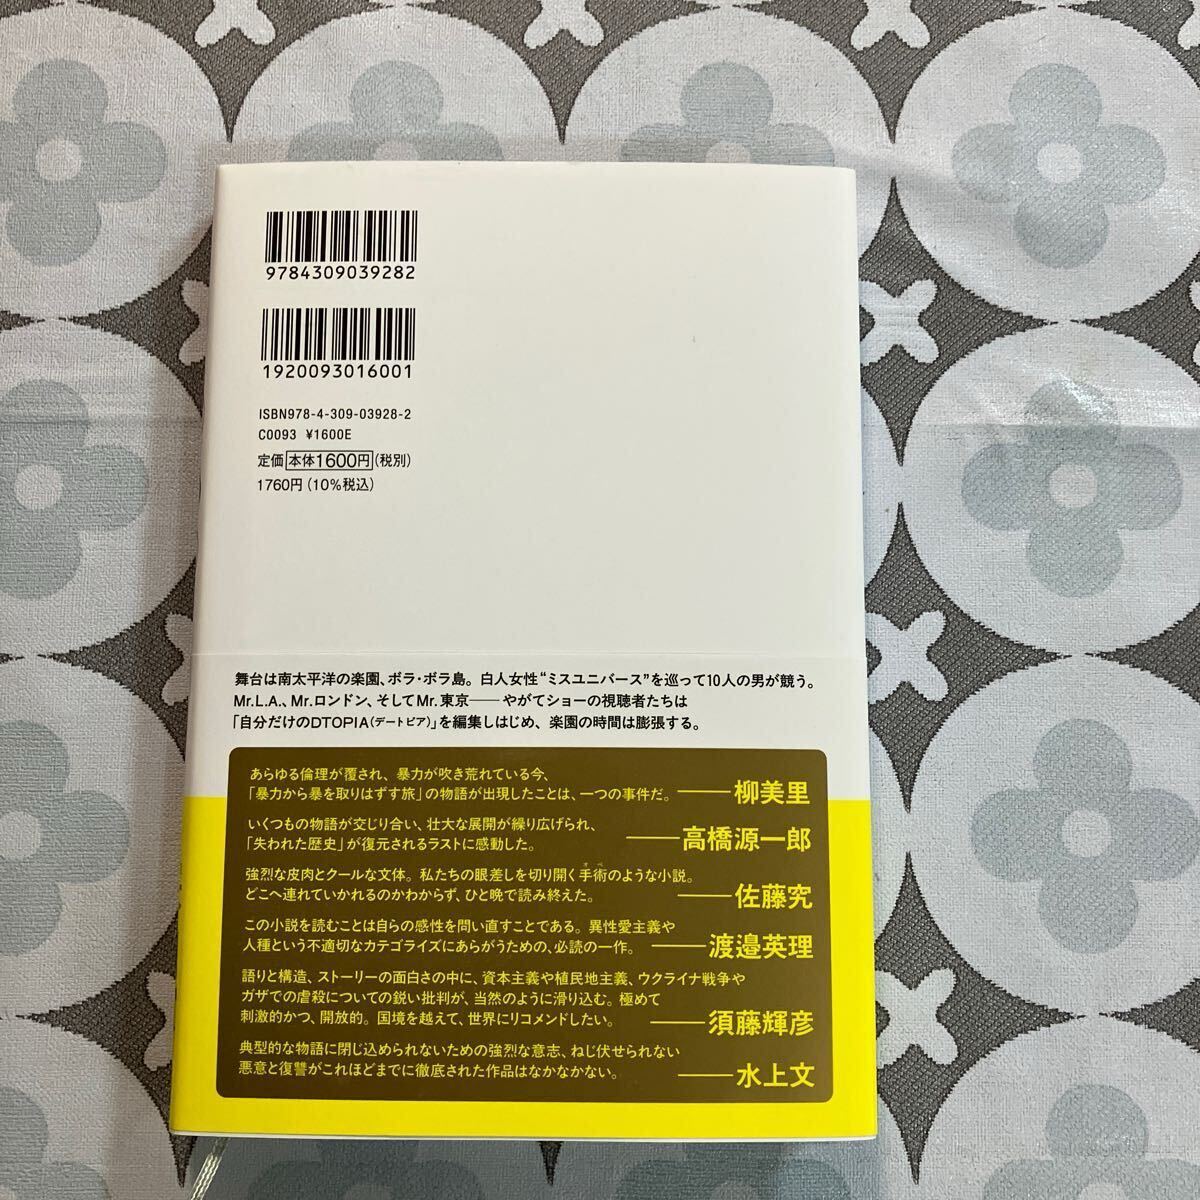 9784309039282
1920093016001
ISBN978-4-309-03928-2
C0093 ¥1600E
定価 本体1600円 (税別)
1760円(10%税込)
舞台は南太平洋の楽園、ボラ・ボラ島。白人女性“ミスユニバース”を巡って10人の男が競う。
Mr.L.A.、Mr.ロンドン、そしてMr.東京——やがてショーの視聴者たちは
「自分だけのDTOPIA(デートピア)」を編集しはじめ、楽園の時間は膨張する。
あらゆる倫理が覆され、暴力が吹き荒れている今、
「暴力から暴を取りはずす旅」の物語が出現したことは、一つの事件だ。——柳美里
いくつもの物語が交じり合い、壮大な展開が繰り広げられ、
「失われた歴史」が復元されるラストに感動した。——高橋源一郎
強烈な皮肉とクールな文体。私たちの眼差しを切り開く手術(オペ)のような小説。
どこへ連れていかれるのかわからず、ひと晩で読み終えた。——佐藤究
この小説を読むことは自らの感性を問い直すことである。異性愛主義や
人種という不適切なカテゴライズにあらがうための、必読の一作。——渡邉英理
語りと構造、ストーリーの面白さの中に、資本主義や植民地主義、ウクライナ戦争や
ガザでの虐殺についての鋭い批判が、当然のように滑り込む。極めて
刺激的かつ、開放的。国境を越えて、世界にリコメンドしたい。——須藤輝彦
典型的な物語に閉じ込められないための強烈な意志、ねじ伏せられない
悪意と復讐がこれほどまでに徹底された作品はなかなかない。——水上文